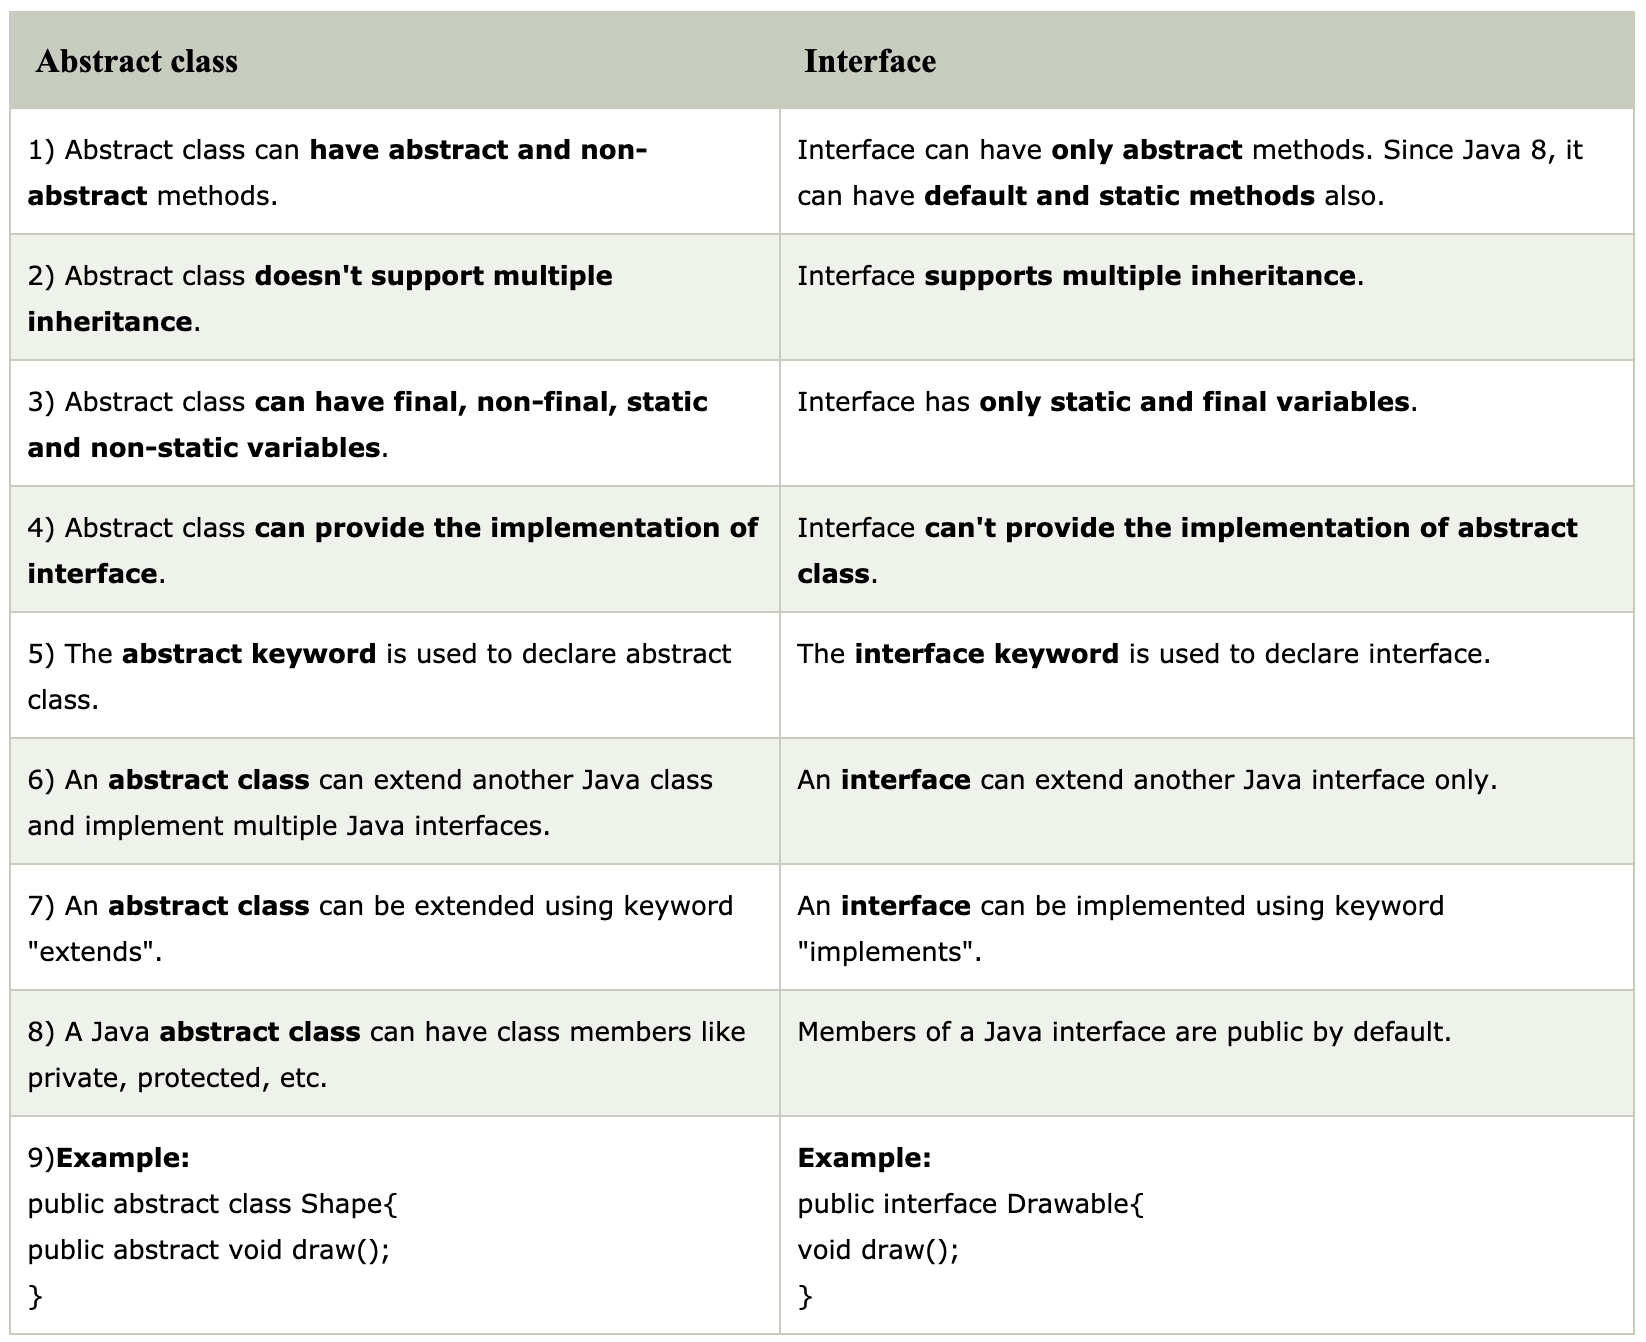 Abstract class
Interface
1) Abstract class can have abstract and non-
abstract methods.
Interface can have only abstract methods. Since Java 8, it
can have default and static methods also.
2) Abstract class doesn't support multiple
inheritance.
Interface supports multiple inheritance.
3) Abstract class can have final, non-final, static
and non-static variables.
Interface has only static and final variables.
4) Abstract class can provide the implementation of
interface.
Interface can't provide the implementation of abstract
class.
5) The abstract keyword is used to declare abstract
class.
The interface keyword is used to declare interface.
6) An abstract class can extend another Java class
and implement multiple Java interfaces.
An interface can extend another Java interface only.
7) An abstract class can be extended using keyword
"extends".
An interface can be implemented using keyword
"implements".
8) A Java abstract class can have class members like
private, protected, etc.
Members of a Java interface are public by default.
9)Example:
public abstract class Shape{
public abstract void draw();
}
Example:
public interface Drawable{
void draw();
}